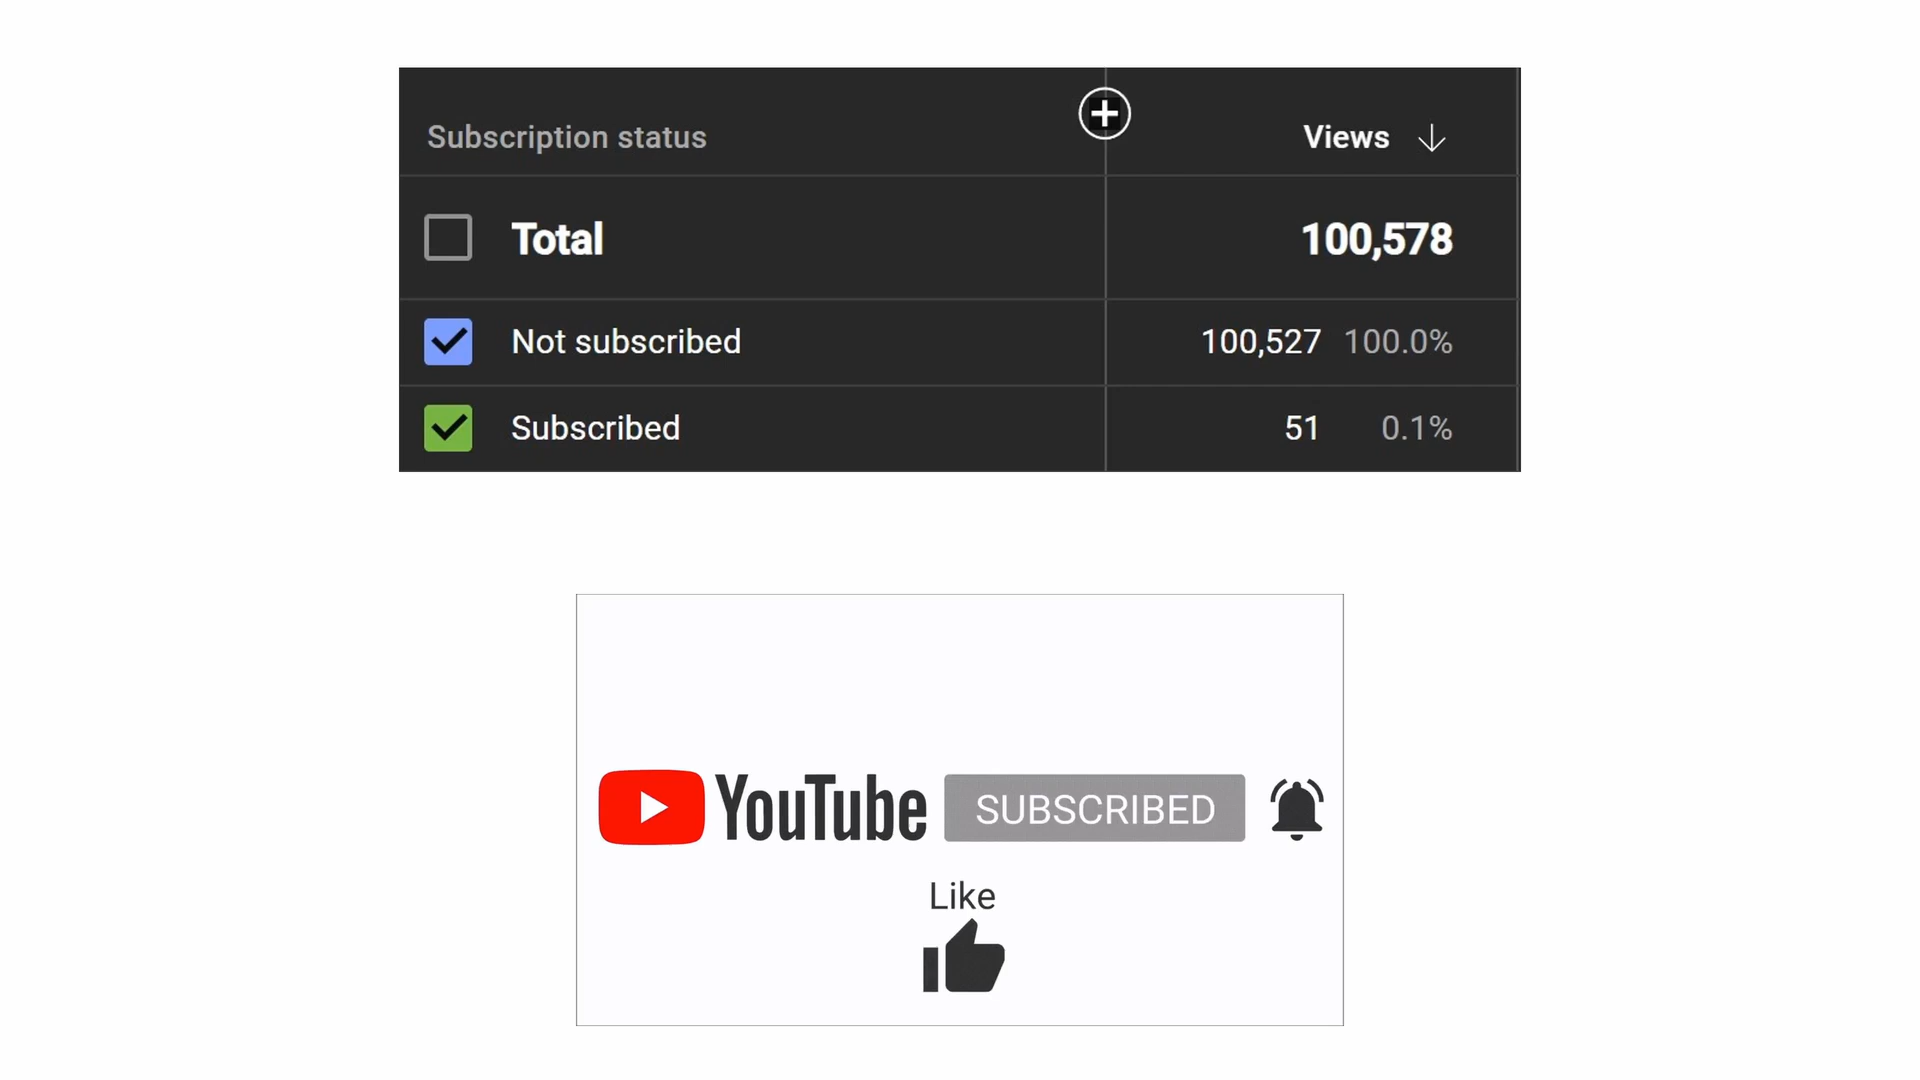 Subscription status Views
Total 100,578
Not subscribed 100,527 100.0%
Subscribed 51 0.1%
YouTube SUBSCRIBED
Like